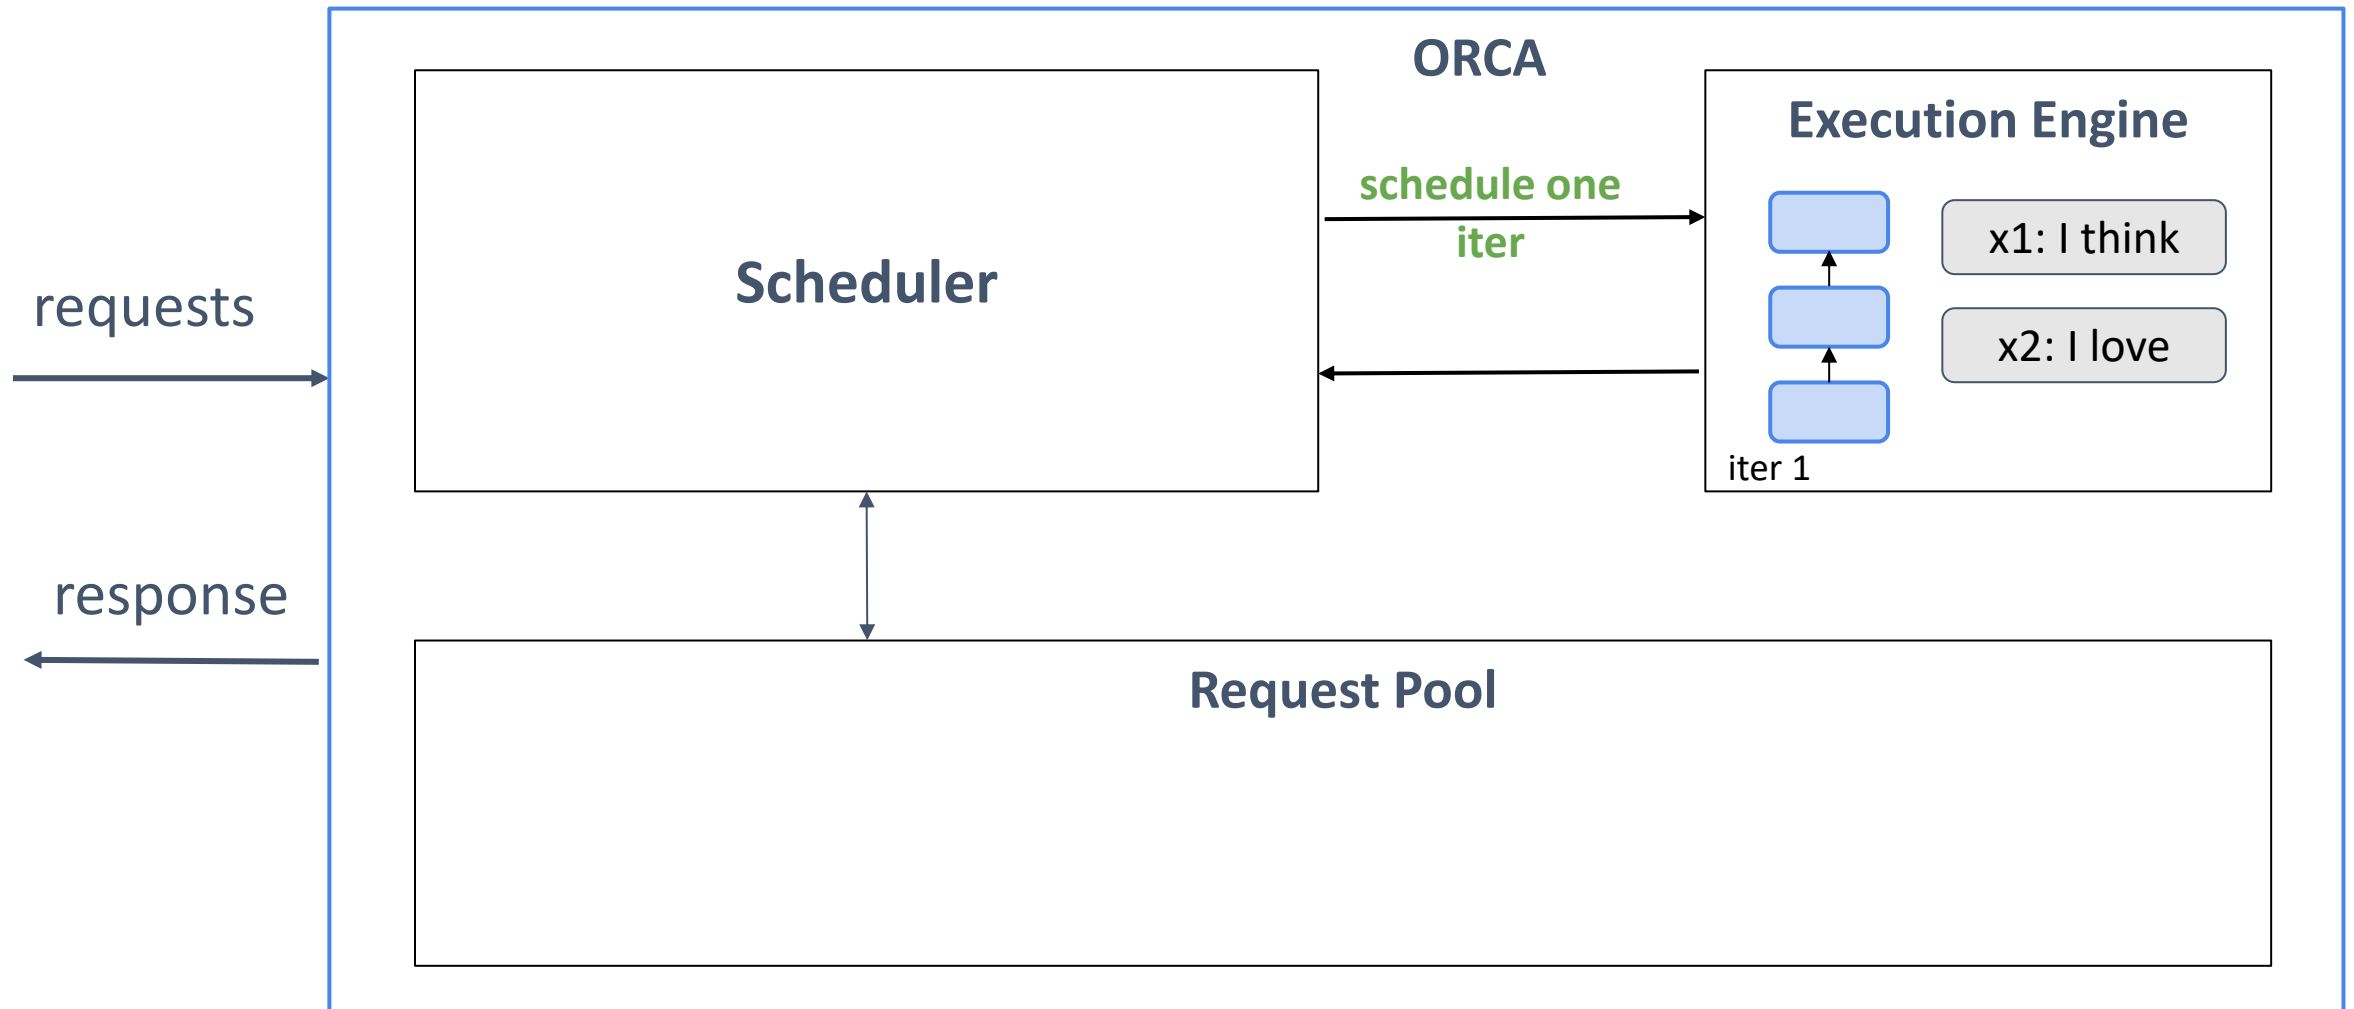 ORCA
Execution Engine
schedule one
iter
x1: I think
Scheduler
requests
x2: I love
iter 1
response
Request Pool